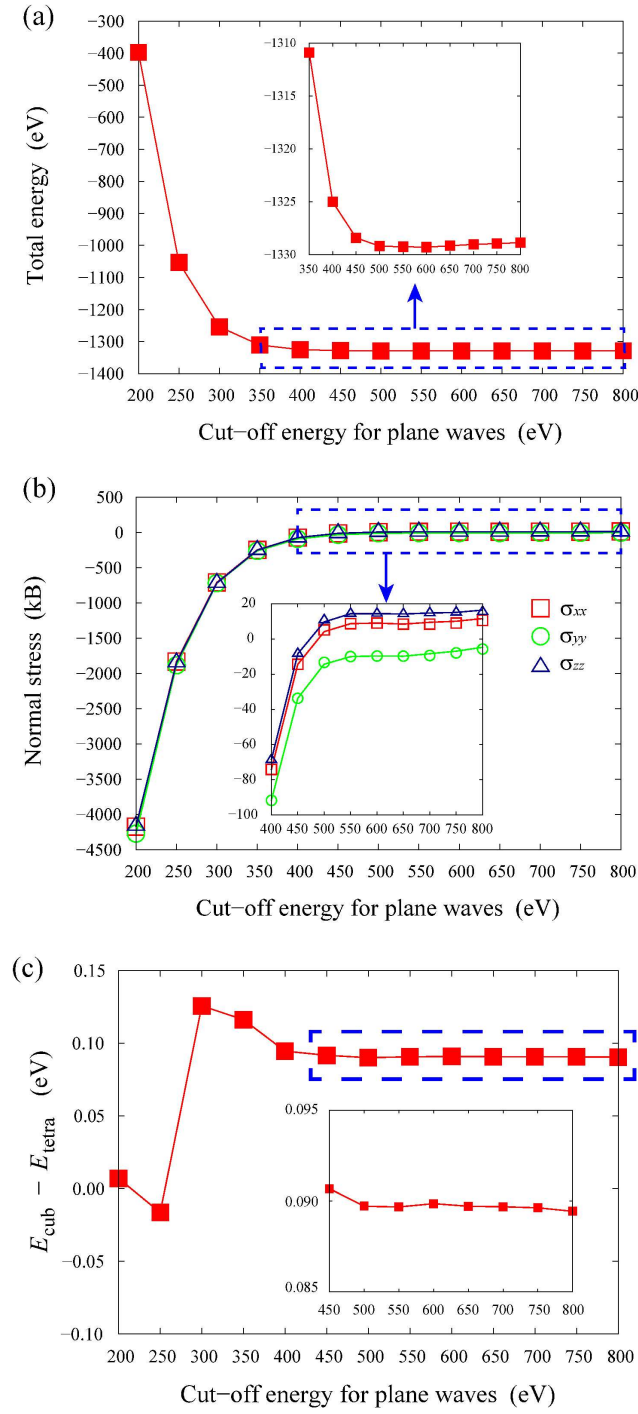 (a)
−300
−400
−500
−600
−700
−800
−900
−1000
−1100
−1200
−1300
−1400
Total energy (eV)
200 250 300 350 400 450 500 550 600 650 700 750 800
Cut−off energy for plane waves (eV)
−1310
−1315
−1320
−1325
−1330
350 400 450 500 550 600 650 700 750 800
(b)
500
0
−500
−1000
−1500
−2000
−2500
−3000
−3500
−4000
−4500
Normal stress (kB)
200 250 300 350 400 450 500 550 600 650 700 750 800
Cut−off energy for plane waves (eV)
20
0
−20
−40
−60
−80
−100
400 450 500 550 600 650 700 750 800
σxx
σyy
σzz
(c)
0.15
0.10
0.05
0.00
−0.05
−0.10
Ecub − Etetra (eV)
200 250 300 350 400 450 500 550 600 650 700 750 800
Cut−off energy for plane waves (eV)
0.095
0.090
0.085
450 500 550 600 650 700 750 800